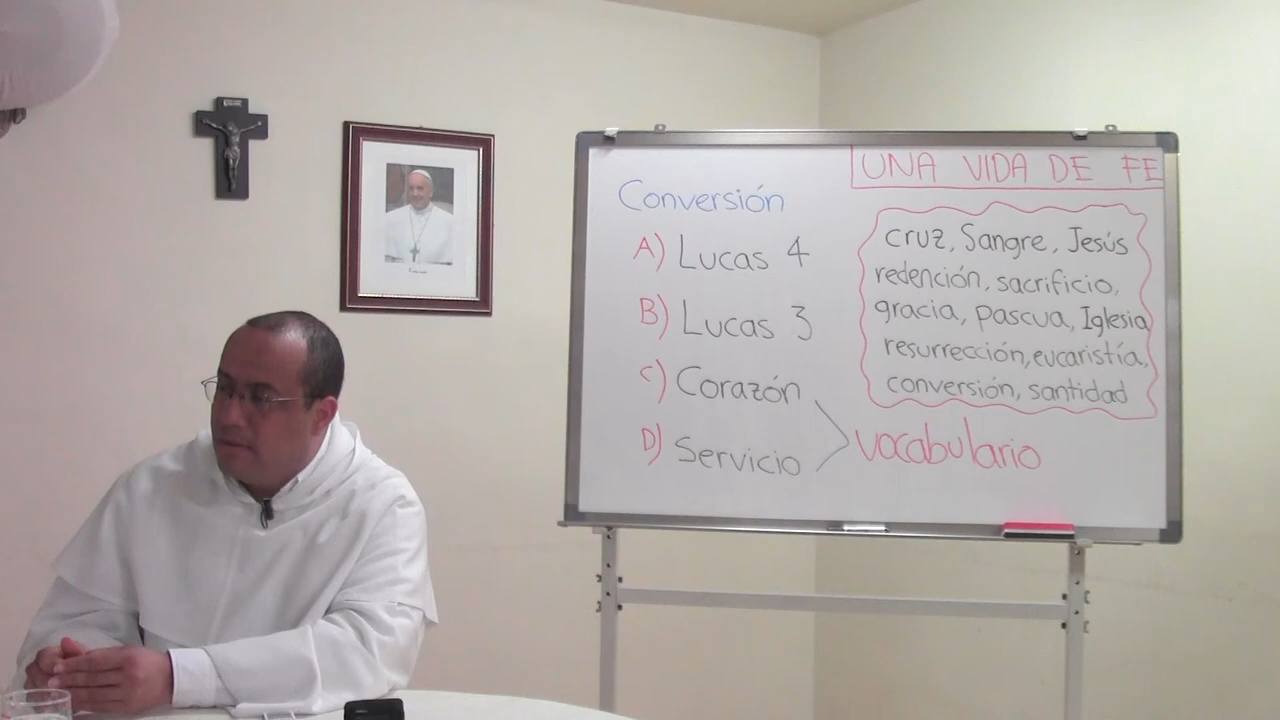 UNA VIDA DE FE
Conversión
A) Lucas 4
B) Lucas 3
C) Corazón
D) Servicio
cruz, Sangre, Jesús
redención, sacrificio,
gracia, pascua, Iglesia
resurrección, eucaristía,
conversión, santidad
vocabulario